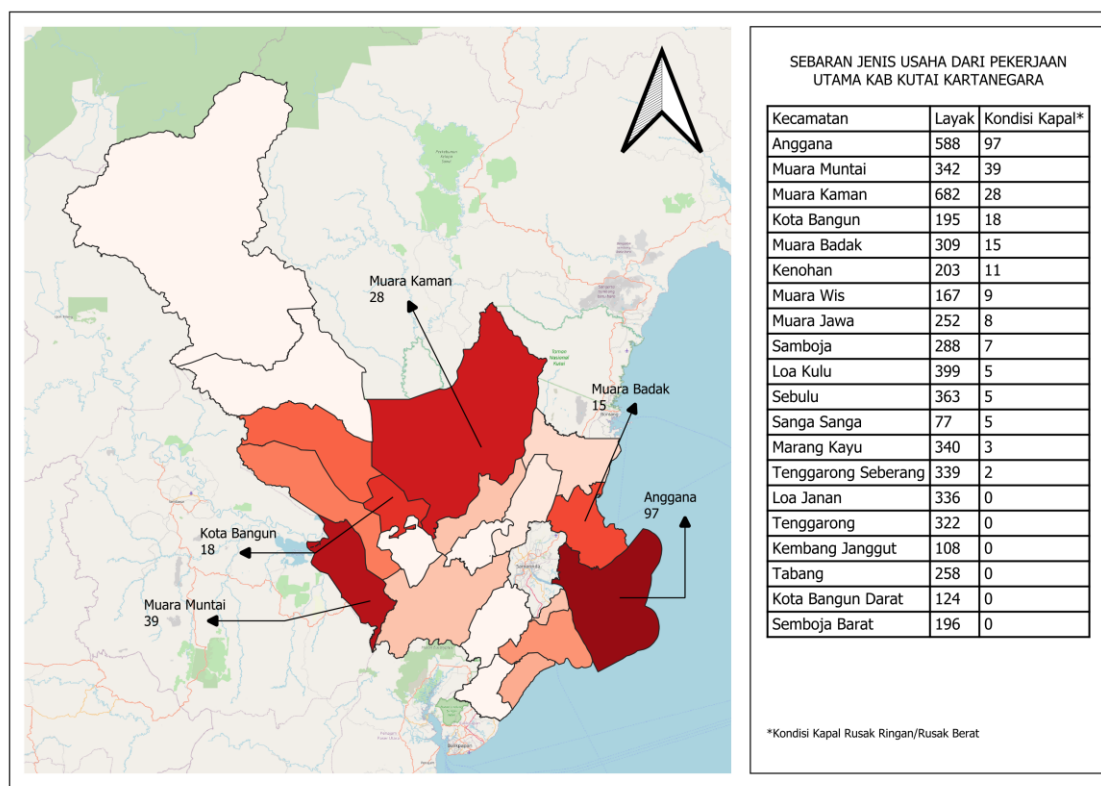 Muara Kaman
28
Muara Badak
15
Anggana
97
Kota Bangun
18
Muara Muntai
39
Samarinda
SEBARAN JENIS USAHA DARI PEKERJAAN
UTAMA KAB KUTAI KARTANEGARA
Kecamatan Layak Kondisi Kapal*
Anggana 588 97
Muara Muntai 342 39
Muara Kaman 682 28
Kota Bangun 195 18
Muara Badak 309 15
Kenohan 203 11
Muara Wis 167 9
Muara Jawa 252 8
Samboja 288 7
Loa Kulu 399 5
Sebulu 363 5
Sanga Sanga 77 5
Marang Kayu 340 3
Tenggarong Seberang 339 2
Loa Janan 336 0
Tenggarong 322 0
Kembang Janggut 108 0
Tabang 258 0
Kota Bangun Darat 124 0
Semboja Barat 196 0
*Kondisi Kapal Rusak Ringan/Rusak Berat